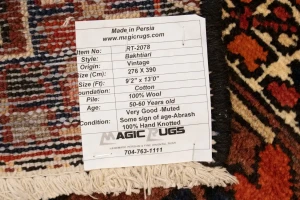 Made in Persia
www.magicrugs.com
Item No: RT-2078
Style: Bakhtiari
Origin: Vintage
Size (Cm): 276 X 390
Size (Ft): 9'2" X 13'0"
Foundation: Cotton
Pile: 100% Wool
Age: 50-60 Years old
Very Good -Muted
Condition: Some sign of age-Abrash
100% Hand Knotted
MAGIC RUGS
704-763-1111